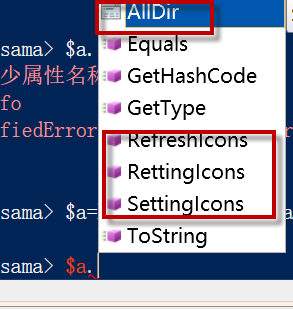 AllDir
sama> $a.
Equals
少属性名称
GetHashCode
fo
GetType
fiedError
RefreshIcons
RettingIcons
sama> $a=
SettingIcons
ToString
sama> $a.